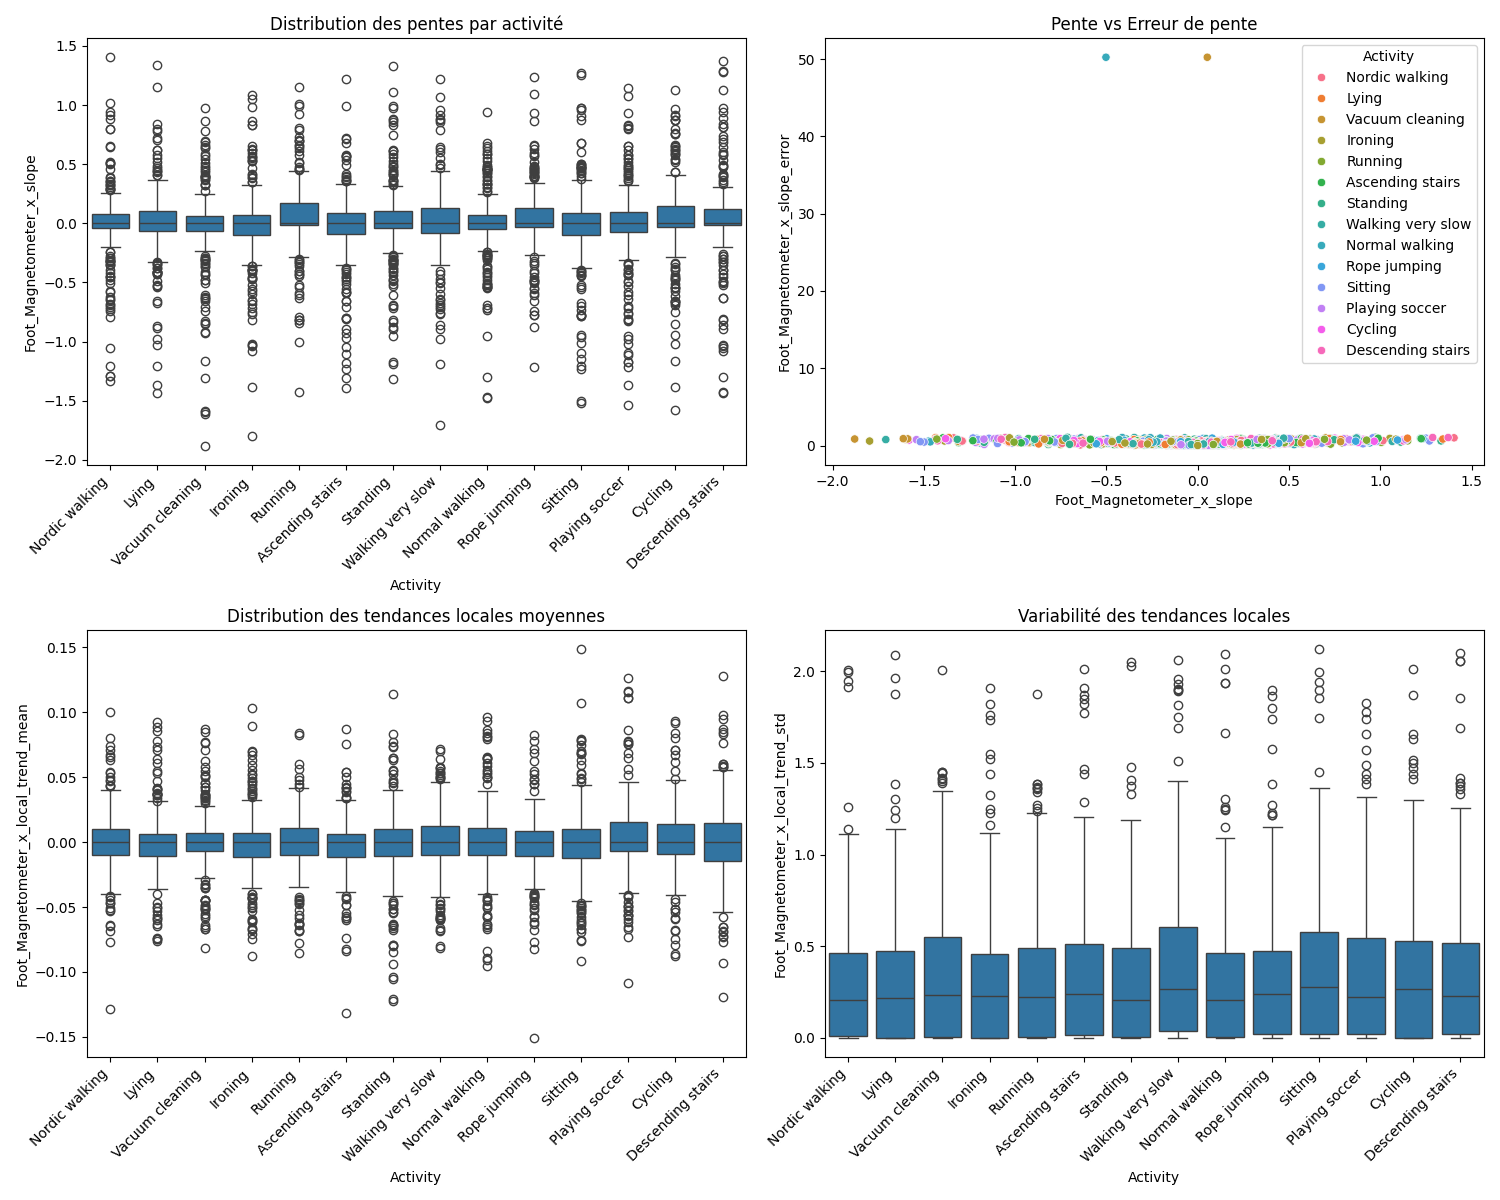 Distribution des pentes par activité
Foot_Magnetometer_x_slope
1.5
1.0
0.5
0.0
−0.5
−1.0
−1.5
−2.0
Nordic walking
Lying
Vacuum cleaning
Ironing
Running
Ascending stairs
Standing
Walking very slow
Normal walking
Rope jumping
Sitting
Playing soccer
Cycling
Descending stairs
Activity
Pente vs Erreur de pente
Foot_Magnetometer_x_slope_error
50
40
30
20
10
0
−2.0
−1.5
−1.0
−0.5
0.0
0.5
1.0
1.5
Foot_Magnetometer_x_slope
Activity
Nordic walking
Lying
Vacuum cleaning
Ironing
Running
Ascending stairs
Standing
Walking very slow
Normal walking
Rope jumping
Sitting
Playing soccer
Cycling
Descending stairs
Distribution des tendances locales moyennes
Foot_Magnetometer_x_local_trend_mean
0.15
0.10
0.05
0.00
−0.05
−0.10
−0.15
Nordic walking
Lying
Vacuum cleaning
Ironing
Running
Ascending stairs
Standing
Walking very slow
Normal walking
Rope jumping
Sitting
Playing soccer
Cycling
Descending stairs
Activity
Variabilité des tendances locales
Foot_Magnetometer_x_local_trend_std
2.0
1.5
1.0
0.5
0.0
Nordic walking
Lying
Vacuum cleaning
Ironing
Running
Ascending stairs
Standing
Walking very slow
Normal walking
Rope jumping
Sitting
Playing soccer
Cycling
Descending stairs
Activity